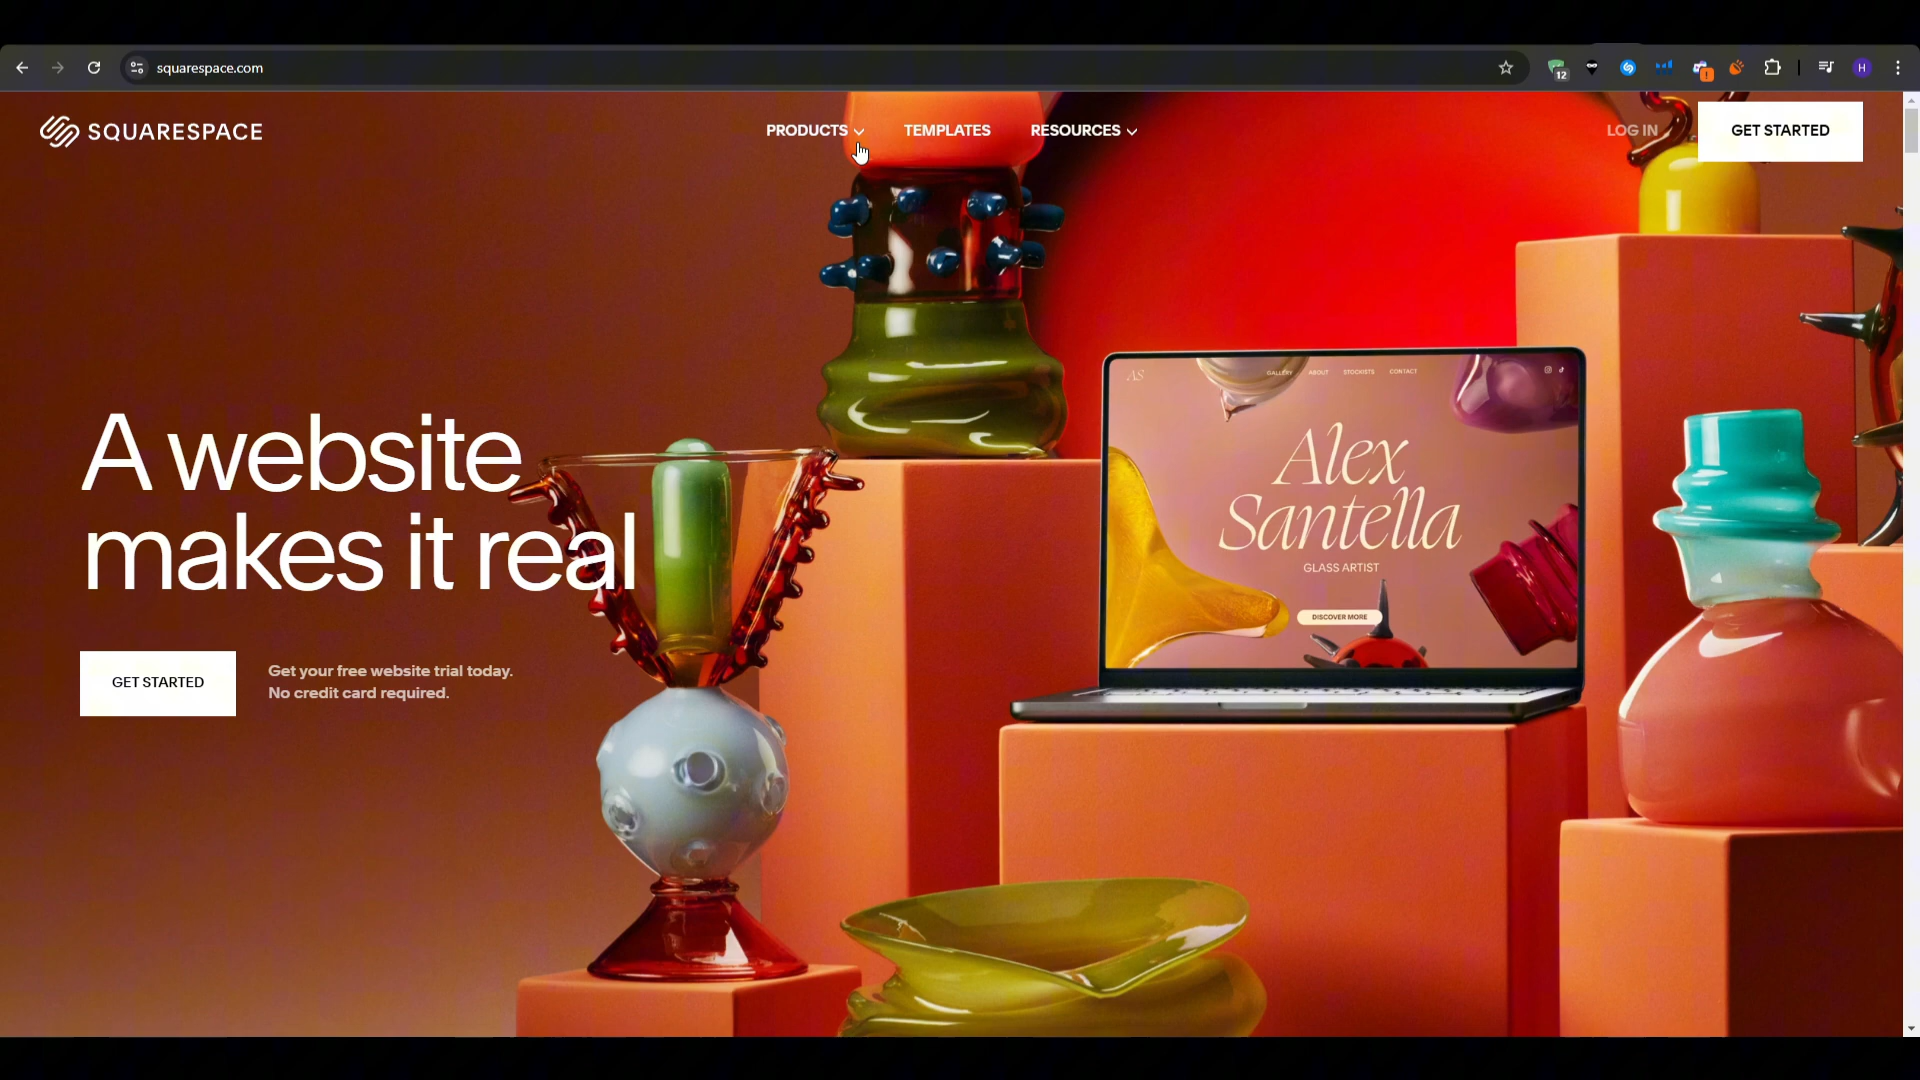 squarespace.com
12
H
SQUARESPACE
PRODUCTS
TEMPLATES
RESOURCES
LOG IN
GET STARTED
AS
GALLERY
ABOUT
STOCKISTS
CONTACT
Alex
Santella
GLASS ARTIST
DISCOVER MORE
A website
makes it real
GET STARTED
Get your free website trial today.
No credit card required.